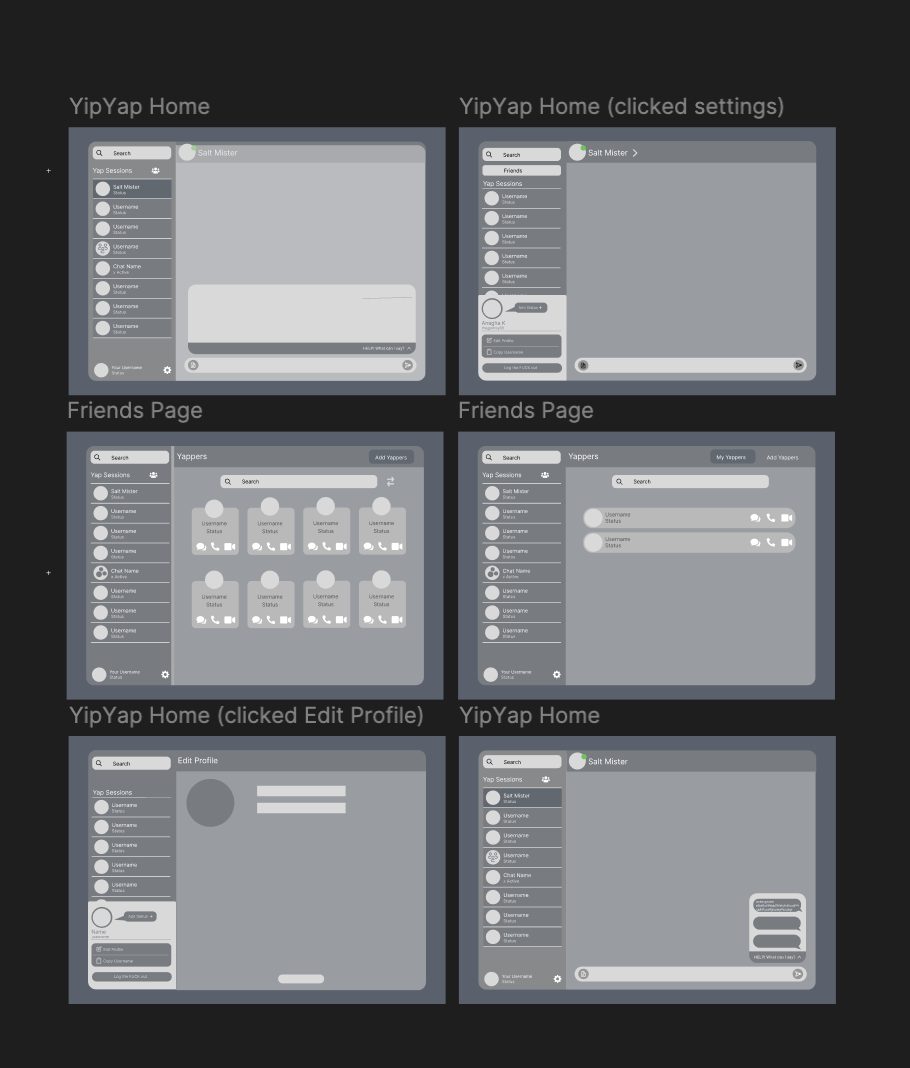 YipYap Home
Search
Yap Sessions
Salt Mister
Status
Username
Status
Username
Status
Username
Status
Chat Name
x Active
Username
Status
Username
Status
Username
Status
Your Username
Status
Salt Mister
HELP! What can I say?
YipYap Home (clicked settings)
Search
Friends
Yap Sessions
Username
Status
Username
Status
Username
Status
Username
Status
Username
Status
Edit Status +
Anagha K
Edit Profile
Copy Username
Log the Fu@k out
Salt Mister
Friends Page
Search
Yap Sessions
Salt Mister
Status
Username
Status
Username
Status
Username
Status
Chat Name
x Active
Username
Status
Username
Status
Username
Status
Your Username
Status
Yappers
Add Yappers
Search
Username
Status
Username
Status
Username
Status
Username
Status
Username
Status
Username
Status
Username
Status
Username
Status
Friends Page
Search
Yap Sessions
Salt Mister
Status
Username
Status
Username
Status
Username
Status
Chat Name
x Active
Username
Status
Username
Status
Username
Status
Your Username
Status
Yappers
My Yappers
Add Yappers
Search
Username
Status
Username
Status
YipYap Home (clicked Edit Profile)
Search
Yap Sessions
Username
Status
Username
Status
Username
Status
Username
Status
Username
Status
Edit Status +
Name
Edit Profile
Copy Username
Log the Fu@k out
Edit Profile
YipYap Home
Search
Yap Sessions
Salt Mister
Status
Username
Status
Username
Status
Username
Status
Chat Name
x Active
Username
Status
Username
Status
Username
Status
Your Username
Status
Salt Mister
HELP! What can I say?